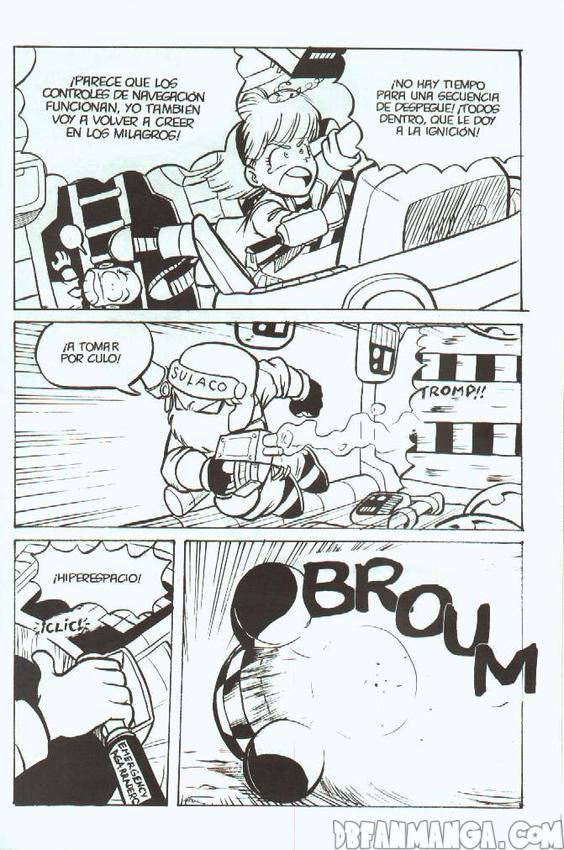 ¡PARECE QUE LOS
CONTROLES DE NAVEGACIÓN
FUNCIONAN, YO TAMBIEN
VOY A VOLVER A CREER
EN LOS MILAGROS!
¡NO HAY TIEMPO
PARA UNA SECUENCIA
DE DESPEGUE! ¡TODOS
DENTRO, QUE LE DOY
A LA IGNICIÓN!
¡A TOMAR
POR CULO!
SULACO
TROMP!!
¡HIPERESPACIO!
¡CLIC!
EMERGENCY
AGARRADERO
BROUM
DBFANMANGA.COM